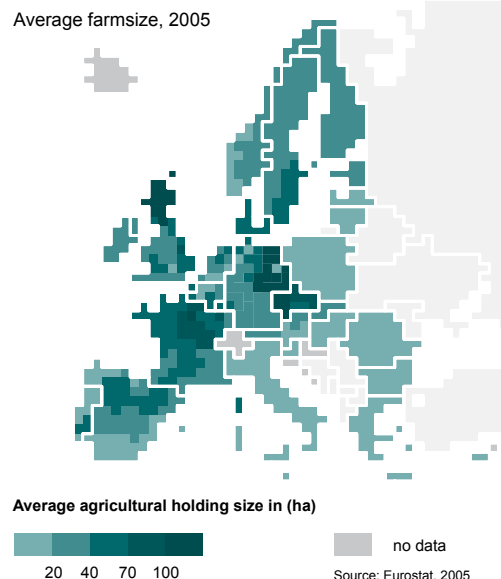 Average farmsize, 2005
Average agricultural holding size in (ha)
20 40 70 100
no data
Source: Eurostat, 2005